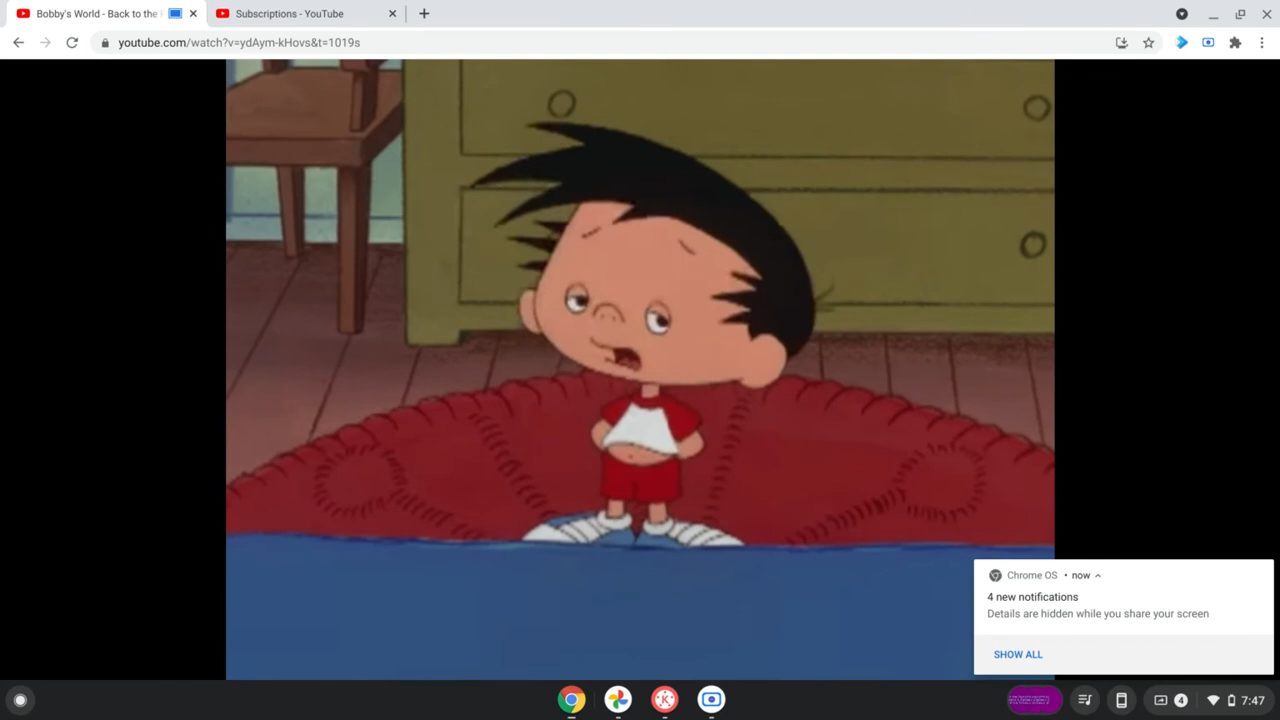 Bobby's World - Back to the
Subscriptions - YouTube
youtube.com/watch?v=ydAym-kHovs&t=1019s
Chrome OS • now
4 new notifications
Details are hidden while you share your screen
SHOW ALL
K
4
7:47